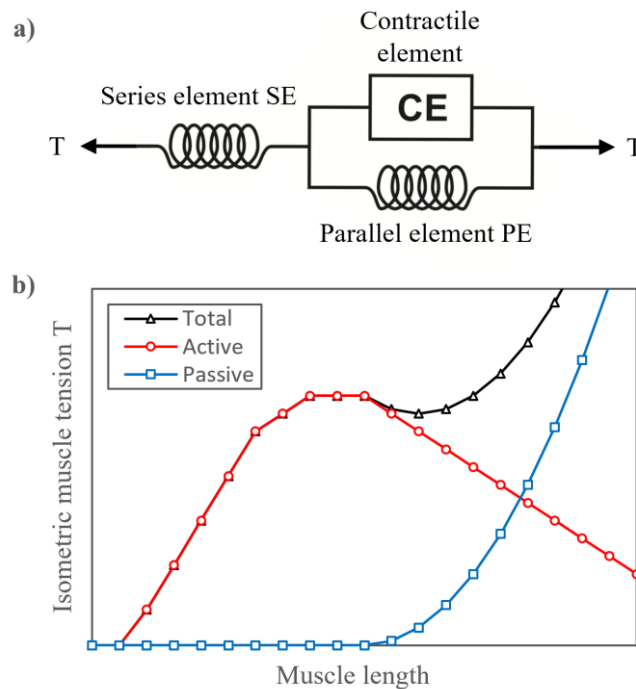 a)
Contractile
element
Series element SE
CE
T
T
Parallel element PE
b)
Total
Active
Passive
Isometric muscle tension T
Muscle length